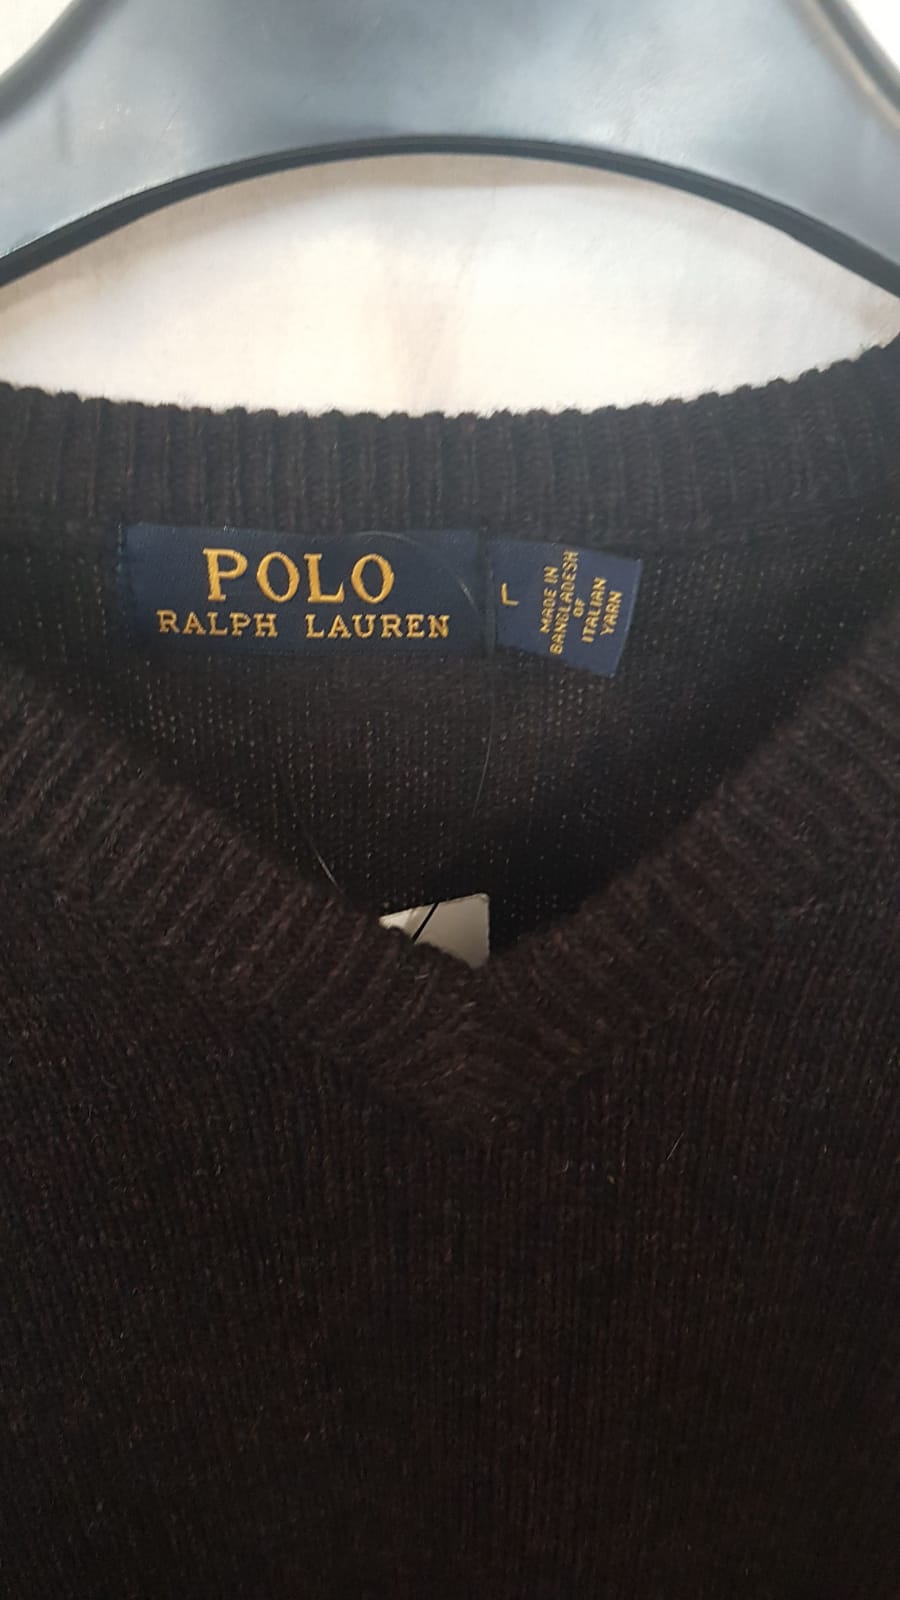 POLO
RALPH LAUREN
L
MADE IN
BANGLADESH
OF
ITALIAN
YARN